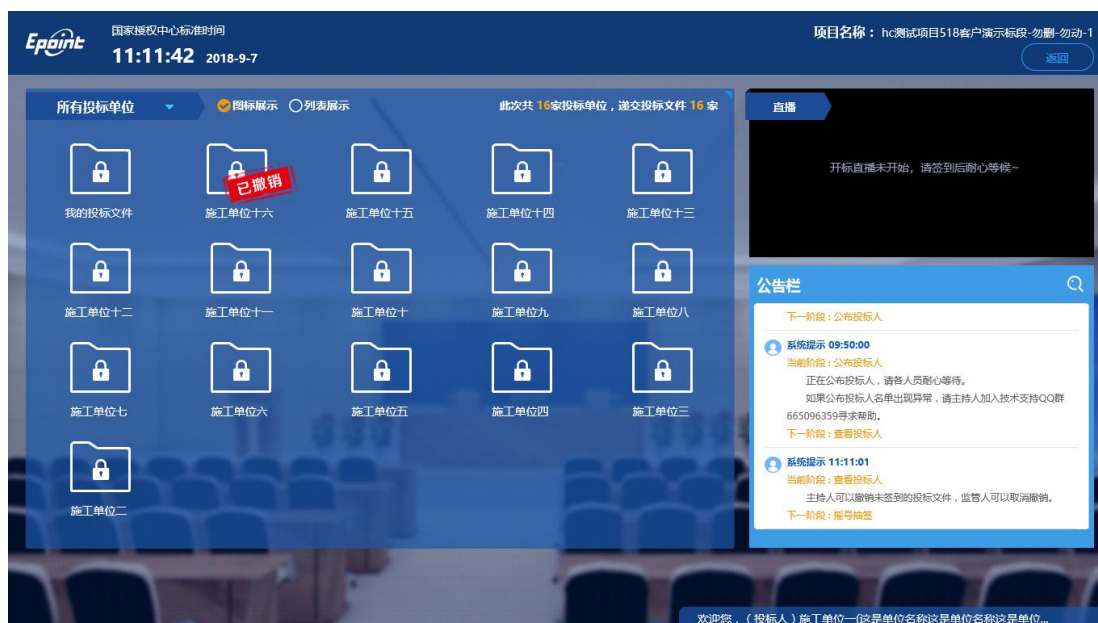 Epoint
国家授权中心标准时间
11:11:42 2018-9-7
项目名称：hc测试项目518客户演示标段-勿删-勿动-1
返回
所有投标单位
图标展示 列表展示
此次共 16家投标单位，递交投标文件 16 家
我的投标文件
已撤销
施工单位十六
施工单位十五
施工单位十四
施工单位十三
施工单位十二
施工单位十一
施工单位十
施工单位九
施工单位八
施工单位七
施工单位六
施工单位五
施工单位四
施工单位三
施工单位二
直播
开标直播未开始，请签到后耐心等候~
公告栏
下一阶段：公布投标人
系统提示 09:50:00
当前阶段：公布投标人
正在公布投标人，请各人员耐心等待。
如果公布投标人名单出现异常，请主持人加入技术支持QQ群
665096359寻求帮助。
下一阶段：查看投标人
系统提示 11:11:01
当前阶段：查看投标人
主持人可以撤销未签到的投标文件，监管人可以取消撤销。
下一阶段：摇号抽签
欢迎您，（投标人）施工单位一(这是单位名称这是单位名称这是单位...